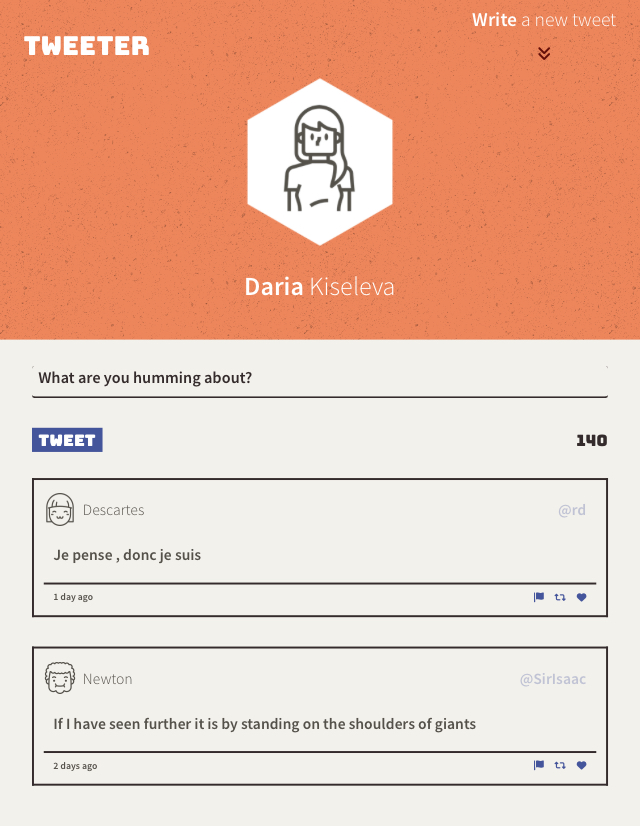 Write a new tweet
TWEETER
Daria Kiseleva
What are you humming about?
TWEET
140
Descartes
@rd
Je pense , donc je suis
1 day ago
Newton
@SirIsaac
If I have seen further it is by standing on the shoulders of giants
2 days ago